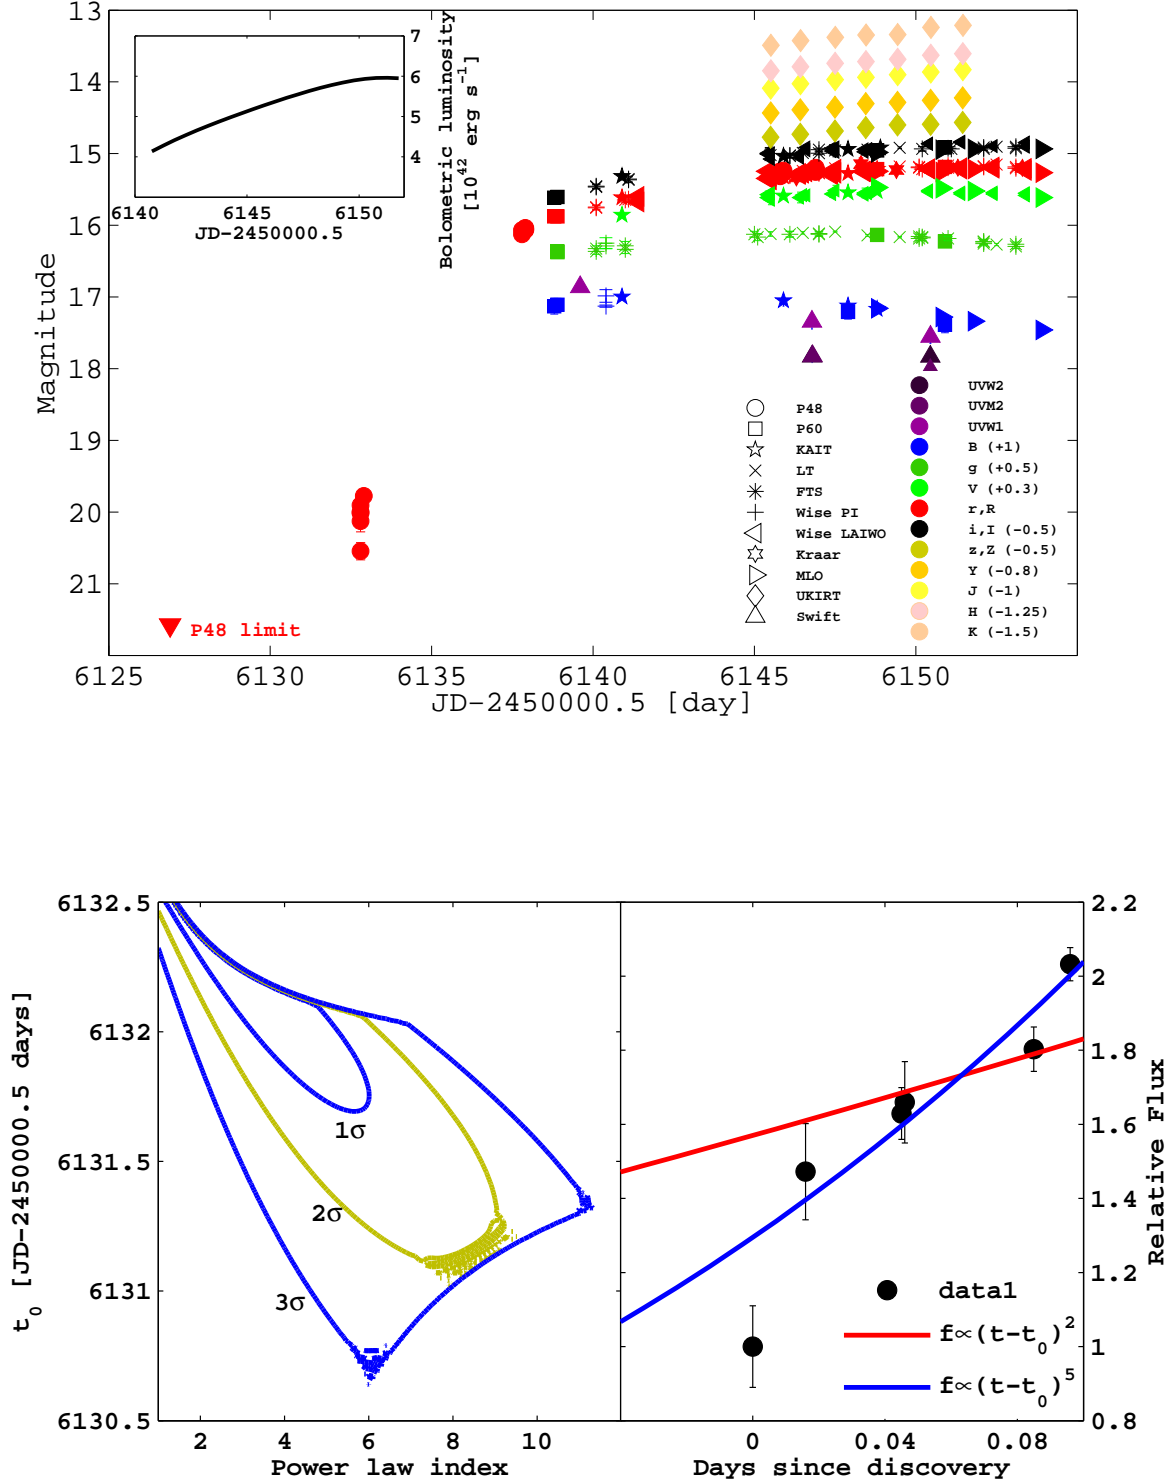 13
14
15
16
17
18
19
20
21
Magnitude
7
6
5
4
6140 6145 6150
JD-2450000.5
Bolometric luminosity
[10^42 erg s^-1]
P48 limit
P48
P60
KAIT
LT
FTS
Wise PI
Wise LAIWO
Kraar
MLO
UKIRT
Swift
UVW2
UVM2
UVW1
B (+1)
g (+0.5)
V (+0.3)
r,R
i,I (-0.5)
z,Z (-0.5)
Y (-0.8)
J (-1)
H (-1.25)
K (-1.5)
6125 6130 6135 6140 6145 6150
JD-2450000.5 [day]
6132.5
6132
6131.5
6131
6130.5
t_0 [JD-2450000.5 days]
1σ
2σ
3σ
2 4 6 8 10
Power law index
2.2
2
1.8
1.6
1.4
1.2
1
0.8
Relative Flux
data1
f∝(t-t_0)^2
f∝(t-t_0)^5
0 0.04 0.08
Days since discovery